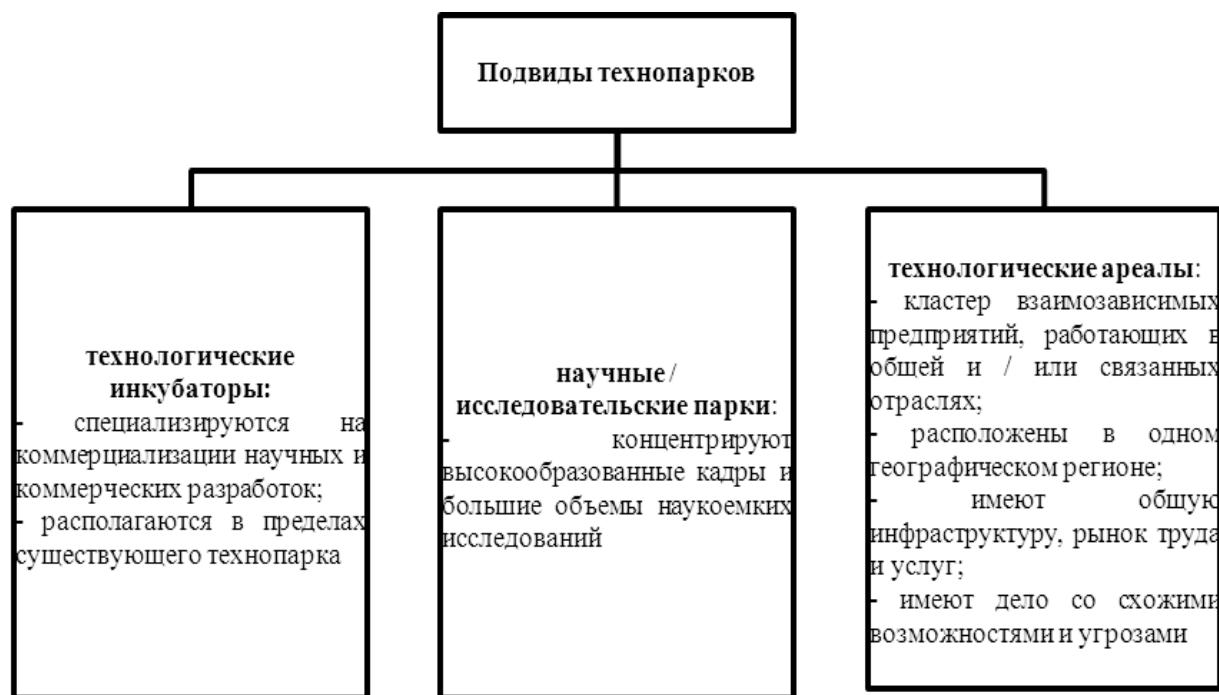 Подвиды технопарков
технологические
инкубаторы:
- специализируются на
коммерциализации научных и
коммерческих разработок;
- располагаются в пределах
существующего технопарка
научные /
исследовательские парки:
- концентрируют
высокообразованные кадры и
большие объемы наукоемких
исследований
технологические ареалы:
- кластер взаимозависимых
предприятий, работающих в
общей и / или связанных
отраслях;
- расположены в одном
географическом регионе;
- имеют общую
инфраструктуру, рынок труда
и услуг;
- имеют дело со схожими
возможностями и угрозами